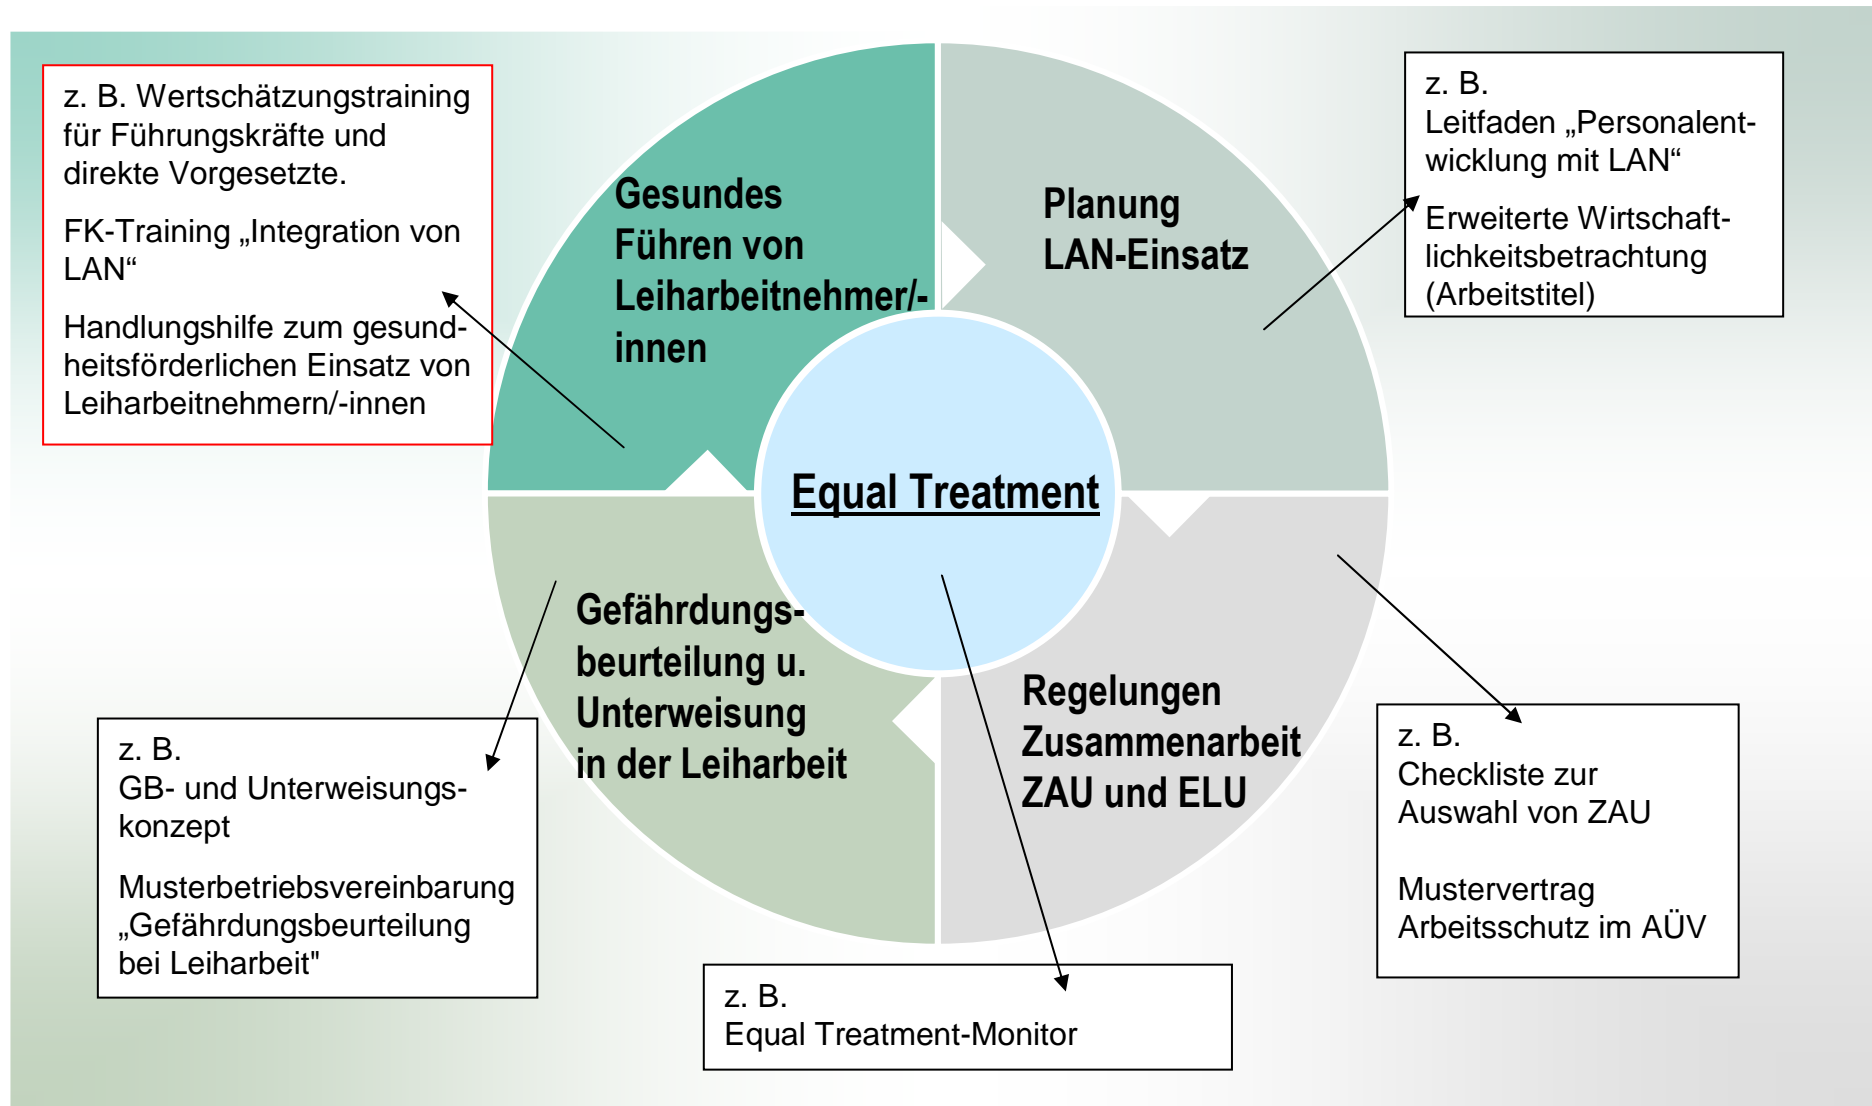 z. B. Wertschätzungstraining
für Führungskräfte und
direkte Vorgesetzte.
FK-Training „Integration von
LAN“
Handlungshilfe zum gesund-
heitsförderlichen Einsatz von
Leiharbeitnehmern/-innen
Gesundes
Führen von
Leiharbeitnehmer/-
innen
Planung
LAN-Einsatz
z. B.
Leitfaden „Personalent-
wicklung mit LAN“
Erweiterte Wirtschaft-
lichkeitsbetrachtung
(Arbeitstitel)
Equal Treatment
Gefährdungs-
beurteilung u.
Unterweisung
in der Leiharbeit
Regelungen
Zusammenarbeit
ZAU und ELU
z. B.
GB- und Unterweisungs-
konzept
Musterbetriebsvereinbarung
„Gefährdungsbeurteilung
bei Leiharbeit"
z. B.
Checkliste zur
Auswahl von ZAU
Mustervertrag
Arbeitsschutz im AÜV
z. B.
Equal Treatment-Monitor